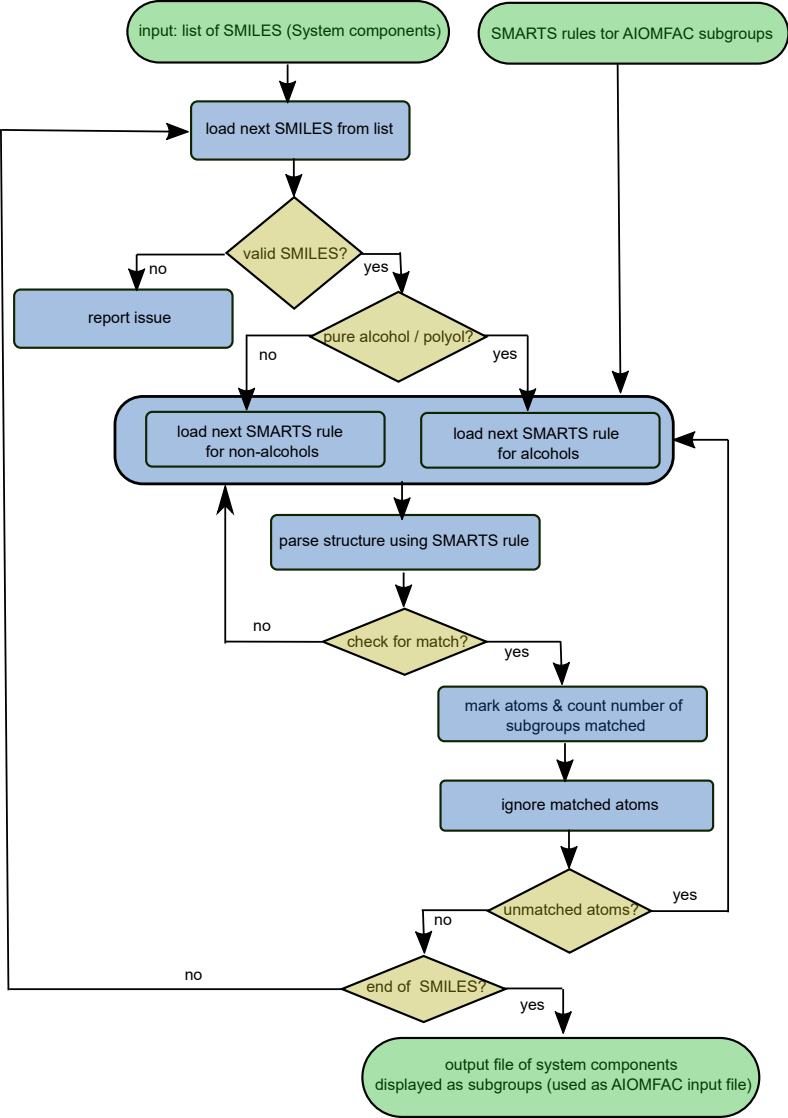 input: list of SMILES (System components)
SMARTS rules tor AIOMFAC subgroups
load next SMILES from list
valid SMILES?
no
yes
report issue
pure alcohol / polyol?
no
yes
load next SMARTS rule
for non-alcohols
load next SMARTS rule
for alcohols
parse structure using SMARTS rule
check for match?
no
yes
mark atoms & count number of
subgroups matched
ignore matched atoms
unmatched atoms?
yes
no
end of  SMILES?
no
yes
output file of system components
displayed as subgroups (used as AIOMFAC input file)